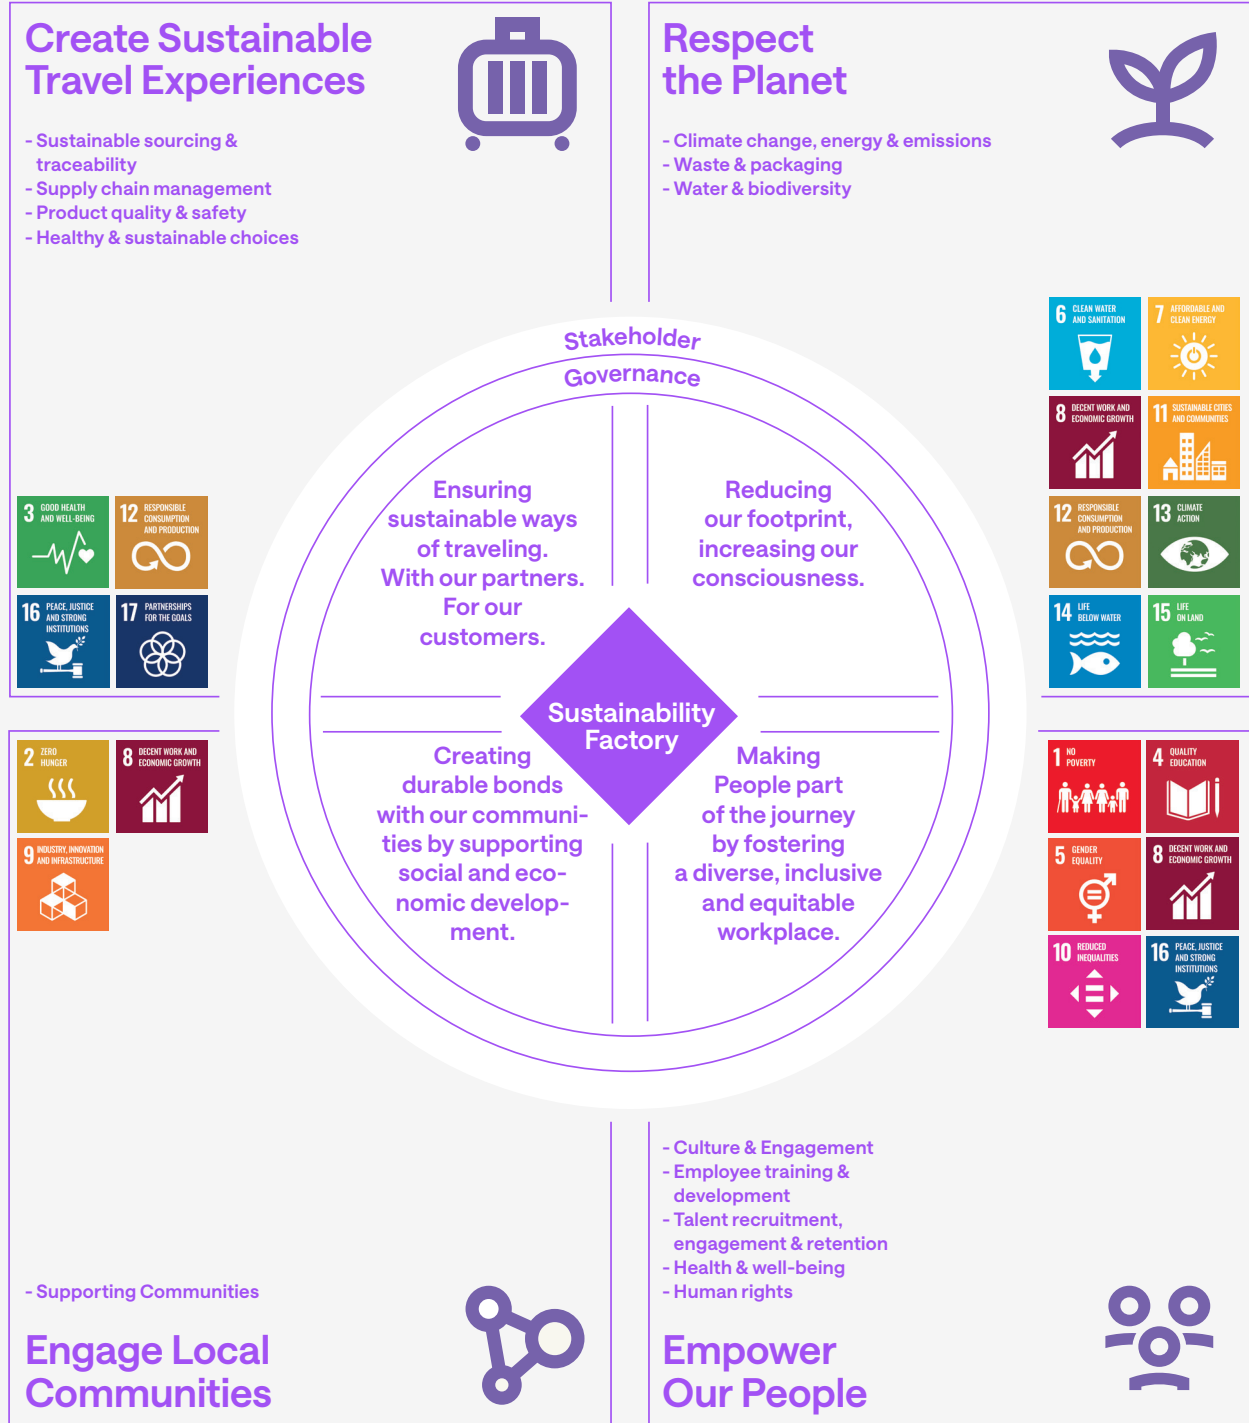 Create Sustainable
Travel Experiences
- Sustainable sourcing &
traceability
- Supply chain management
- Product quality & safety
- Healthy & sustainable choices
Respect
the Planet
- Climate change, energy & emissions
- Waste & packaging
- Water & biodiversity
Stakeholder
Governance
Ensuring
sustainable ways
of traveling.
With our partners.
For our
customers.
Reducing
our footprint,
increasing our
consciousness.
Sustainability
Factory
Creating
durable bonds
with our communi-
ties by supporting
social and eco-
nomic develop-
ment.
Making
People part
of the journey
by fostering
a diverse, inclusive
and equitable
workplace.
3 GOOD HEALTH
AND WELL-BEING
12 RESPONSIBLE
CONSUMPTION
AND PRODUCTION
16 PEACE, JUSTICE
AND STRONG
INSTITUTIONS
17 PARTNERSHIPS
FOR THE GOALS
6 CLEAN WATER
AND SANITATION
7 AFFORDABLE AND
CLEAN ENERGY
8 DECENT WORK AND
ECONOMIC GROWTH
11 SUSTAINABLE CITIES
AND COMMUNITIES
12 RESPONSIBLE
CONSUMPTION
AND PRODUCTION
13 CLIMATE
ACTION
14 LIFE
BELOW WATER
15 LIFE
ON LAND
2 ZERO
HUNGER
8 DECENT WORK AND
ECONOMIC GROWTH
9 INDUSTRY, INNOVATION
AND INFRASTRUCTURE
1 NO
POVERTY
4 QUALITY
EDUCATION
5 GENDER
EQUALITY
8 DECENT WORK AND
ECONOMIC GROWTH
10 REDUCED
INEQUALITIES
16 PEACE, JUSTICE
AND STRONG
INSTITUTIONS
- Supporting Communities
Engage Local
Communities
- Culture & Engagement
- Employee training &
development
- Talent recruitment,
engagement & retention
- Health & well-being
- Human rights
Empower
Our People